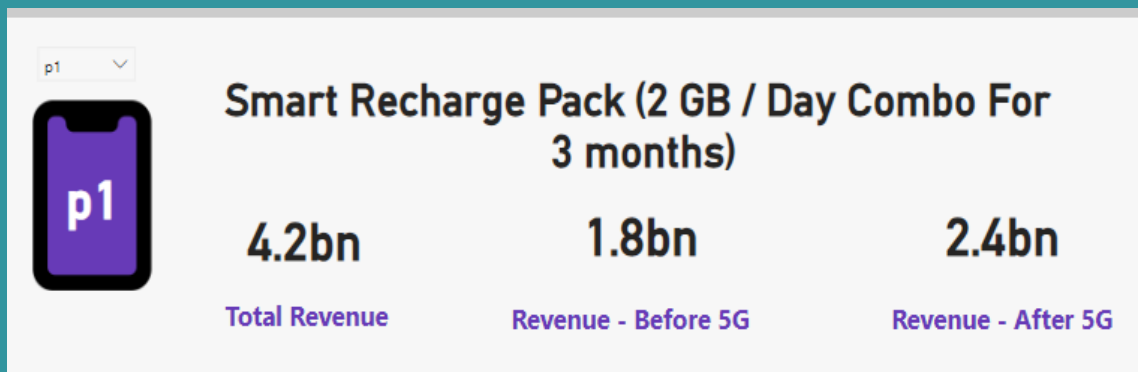 p1
p1
Smart Recharge Pack (2 GB / Day Combo For
3 months)
4.2bn
1.8bn
2.4bn
Total Revenue
Revenue - Before 5G
Revenue - After 5G